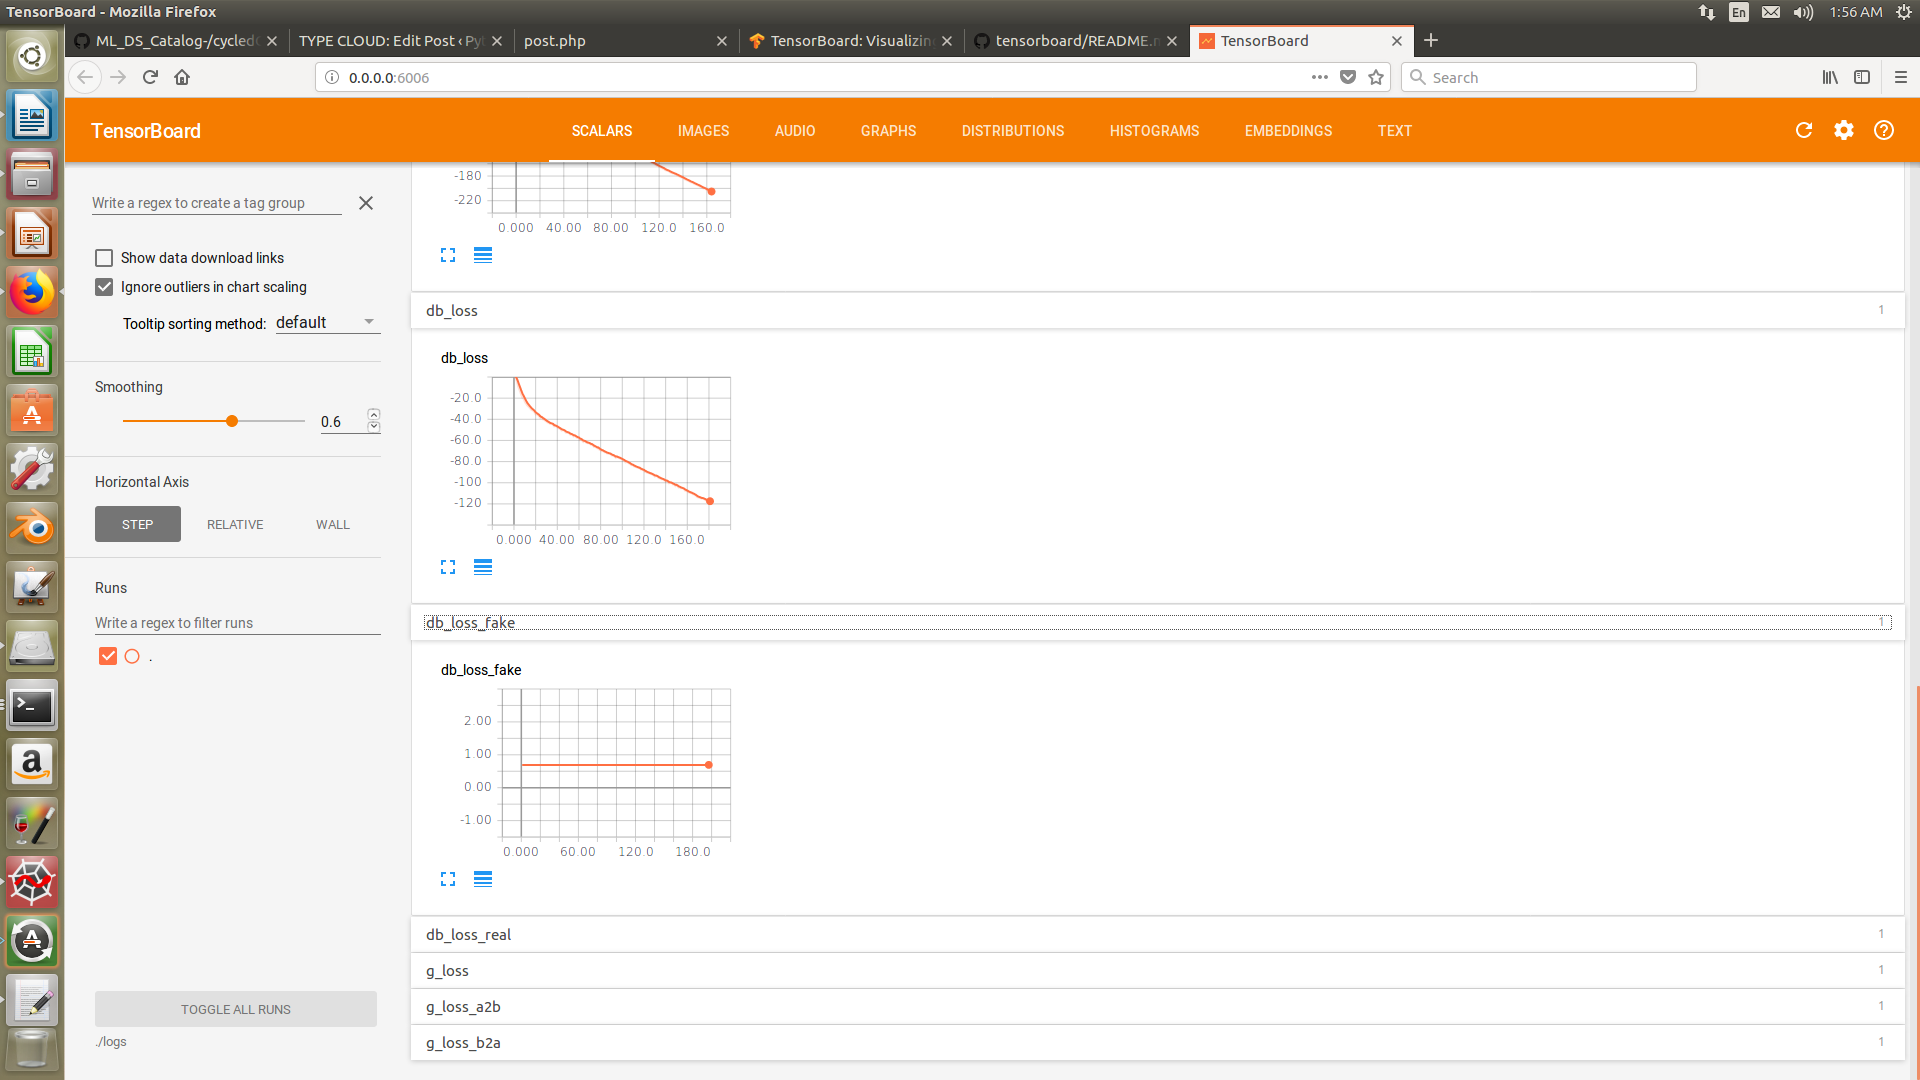 TensorBoard - Mozilla Firefox
En
1:56 AM
ML_DS_Catalog-/cycled
TYPE CLOUD: Edit Post ‹ Pyt
post.php
TensorBoard: Visualizing
tensorboard/README.m
TensorBoard
0.0.0.0:6006
Search
TensorBoard
SCALARS
IMAGES
AUDIO
GRAPHS
DISTRIBUTIONS
HISTOGRAMS
EMBEDDINGS
TEXT
Write a regex to create a tag group
Show data download links
Ignore outliers in chart scaling
Tooltip sorting method: default
Smoothing
0.6
Horizontal Axis
STEP
RELATIVE
WALL
Runs
Write a regex to filter runs
.
TOGGLE ALL RUNS
./logs
-180
-220
0.000 40.00 80.00 120.0 160.0
db_loss 1
db_loss
-20.0
-40.0
-60.0
-80.0
-100
-120
0.000 40.00 80.00 120.0 160.0
db_loss_fake 1
db_loss_fake
2.00
1.00
0.00
-1.00
0.000 60.00 120.0 180.0
db_loss_real 1
g_loss 1
g_loss_a2b 1
g_loss_b2a 1